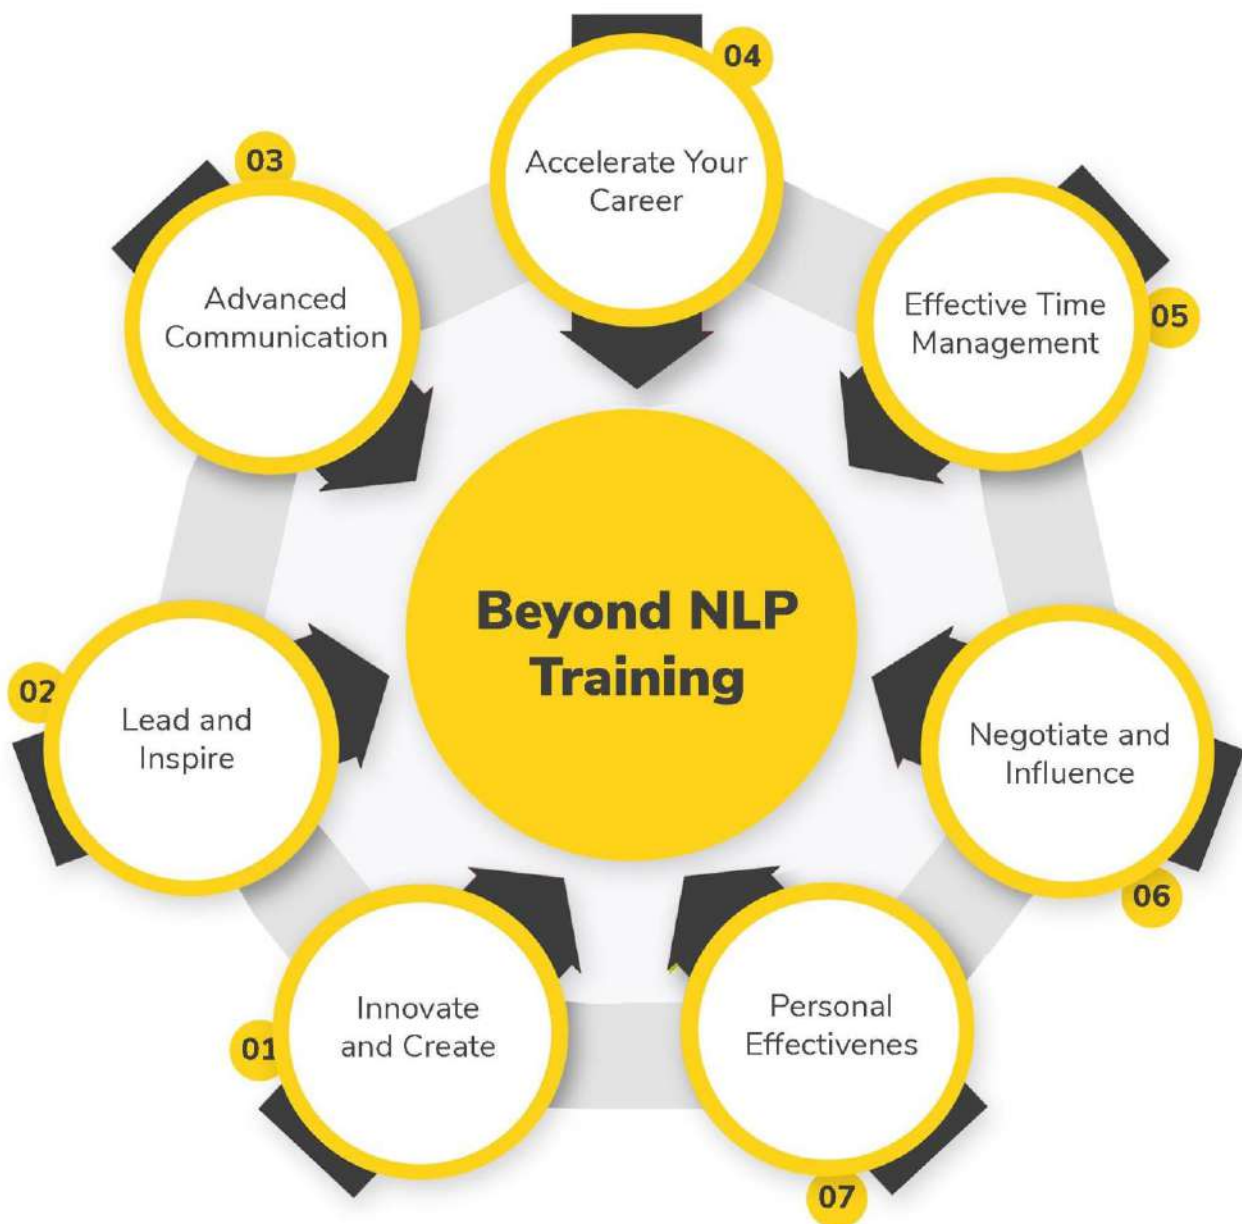 04
Accelerate Your
Career
03
Advanced
Communication
05
Effective Time
Management
Beyond NLP
Training
02
Lead and
Inspire
Negotiate and
Influence
06
01
Innovate
and Create
Personal
Effectivenes
07